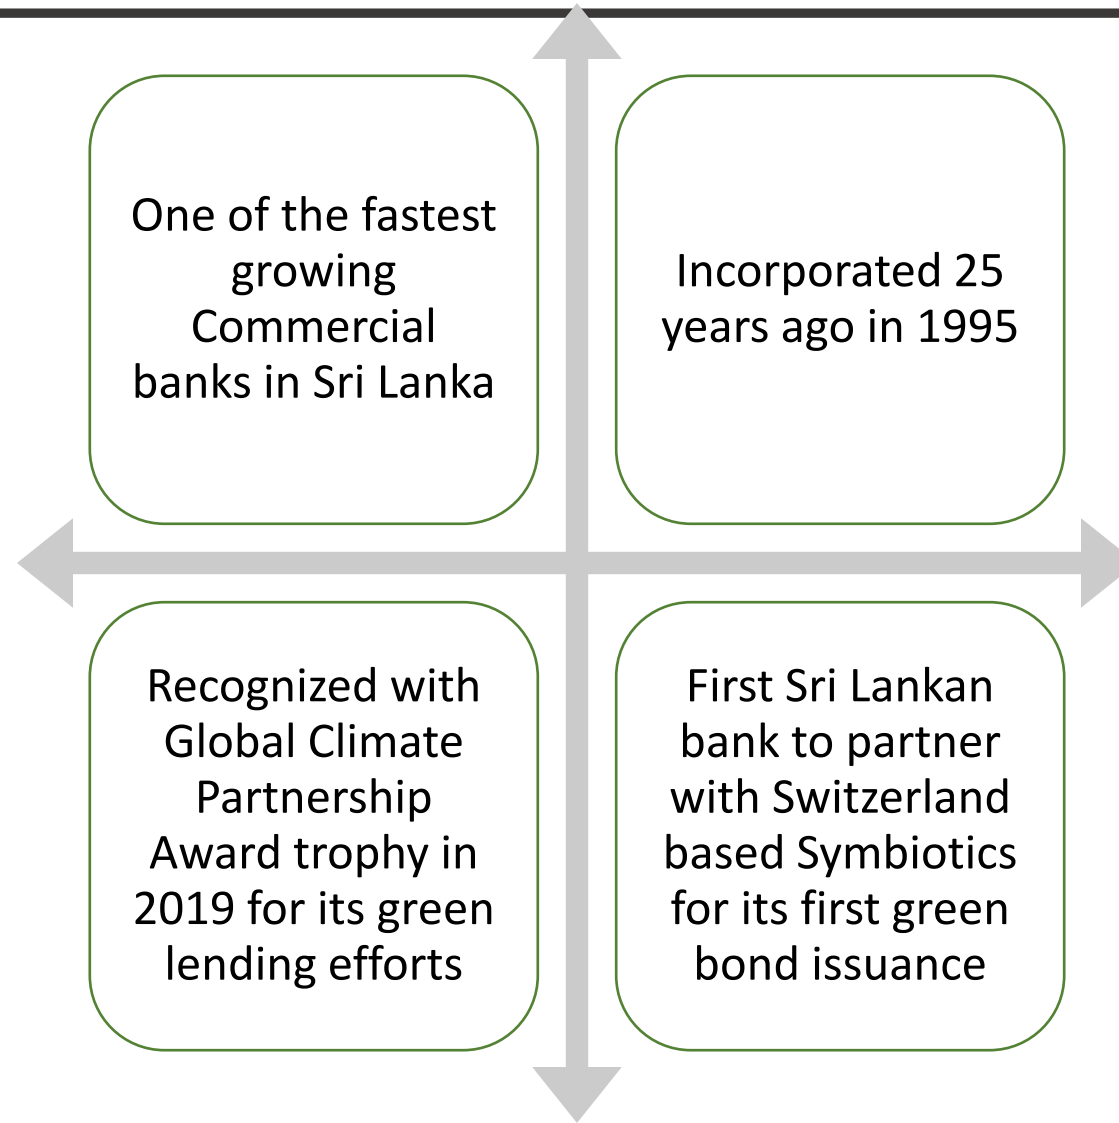 One of the fastest
growing
Commercial
banks in Sri Lanka
Incorporated 25
years ago in 1995
Recognized with
Global Climate
Partnership
Award trophy in
2019 for its green
lending efforts
First Sri Lankan
bank to partner
with Switzerland
based Symbiotics
for its first green
bond issuance